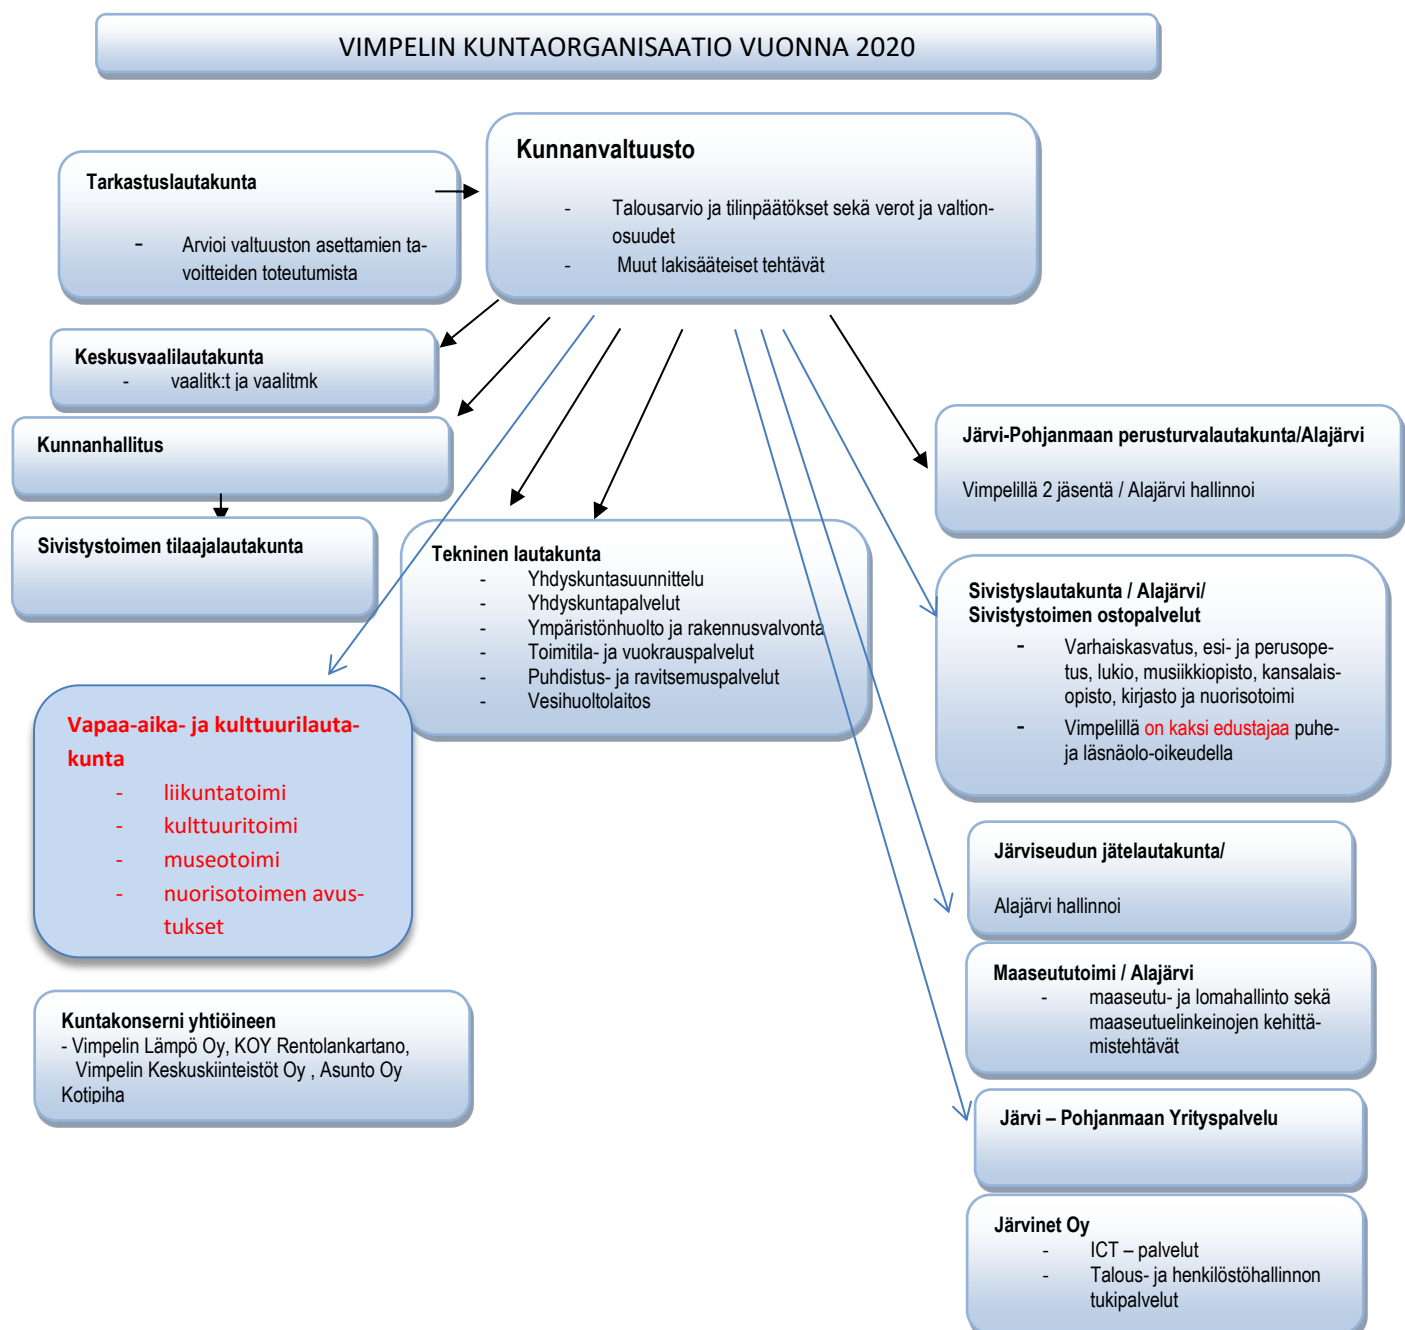 VIMPELIN KUNTAORGANISAATIO VUONNA 2020
Kunnanvaltuusto
- Talousarvio ja tilinpäätökset sekä verot ja valtion-
osuudet
- Muut lakisääteiset tehtävät
Tarkastuslautakunta
- Arvioi valtuuston asettamien ta-
voitteiden toteutumista
Keskusvaalilautakunta
- vaalitk:t ja vaalitmk
Kunnanhallitus
Sivistystoimen tilaajalautakunta
Tekninen lautakunta
- Yhdyskuntasuunnittelu
- Yhdyskuntapalvelut
- Ympäristönhuolto ja rakennusvalvonta
- Toimitila- ja vuokrauspalvelut
- Puhdistus- ja ravitsemuspalvelut
- Vesihuoltolaitos
Vapaa-aika- ja kulttuurilauta-
kunta
- liikuntatoimi
- kulttuuritoimi
- museotoimi
- nuorisotoimen avus-
tukset
Kuntakonserni yhtiöineen
- Vimpelin Lämpö Oy, KOY Rentolankartano,
Vimpelin Keskuskiinteistöt Oy , Asunto Oy
Kotipiha
Järvi-Pohjanmaan perusturvalautakunta/Alajärvi
Vimpelillä 2 jäsentä / Alajärvi hallinnoi
Sivistyslautakunta / Alajärvi/
Sivistystoimen ostopalvelut
- Varhaiskasvatus, esi- ja perusope-
tus, lukio, musiikkiopisto, kansalais-
opisto, kirjasto ja nuorisotoimi
- Vimpelillä on kaksi edustajaa puhe-
ja läsnäolo-oikeudella
Järviseudun jätelautakunta/
Alajärvi hallinnoi
Maaseututoimi / Alajärvi
- maaseutu- ja lomahallinto sekä
maaseutuelinkeinojen kehittä-
mistehtävät
Järvi – Pohjanmaan Yrityspalvelu
Järvinet Oy
- ICT – palvelut
- Talous- ja henkilöstöhallinnon
tukipalvelut